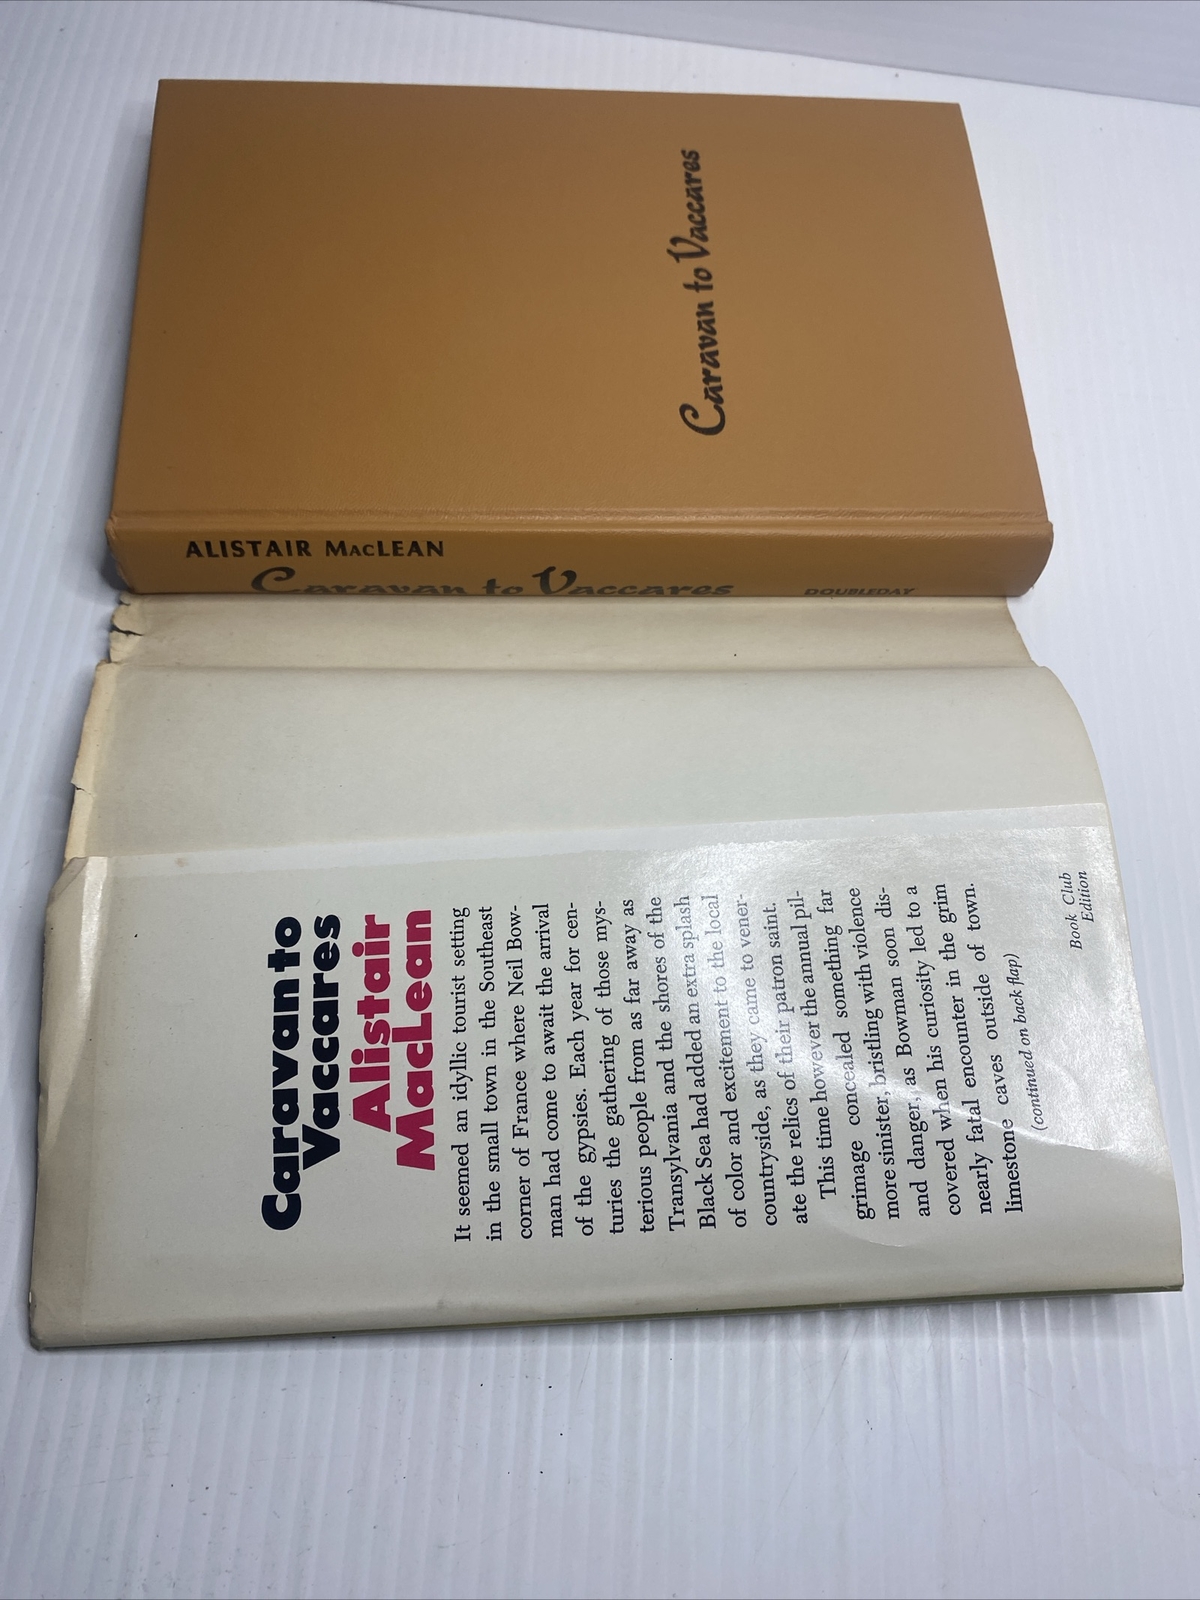 Caravan to Vaccares
ALISTAIR MACLEAN
Caravan to Vaccares
DOUBLEDAY
Caravan to
Vaccares
Alistair
MacLean
It seemed an idyllic tourist setting
in the small town in the Southeast
corner of France where Neil Bow-
man had come to await the arrival
of the gypsies. Each year for cen-
turies the gathering of those mys-
terious people from as far away as
Transylvania and the shores of the
Black Sea had added an extra splash
of color and excitement to the local
countryside, as they came to vener-
ate the relics of their patron saint.
This time however the annual pil-
grimage concealed something far
more sinister, bristling with violence
and danger, as Bowman soon dis-
covered when his curiosity led to a
nearly fatal encounter in the grim
limestone caves outside of town.
(continued on back flap)
Book Club
Edition